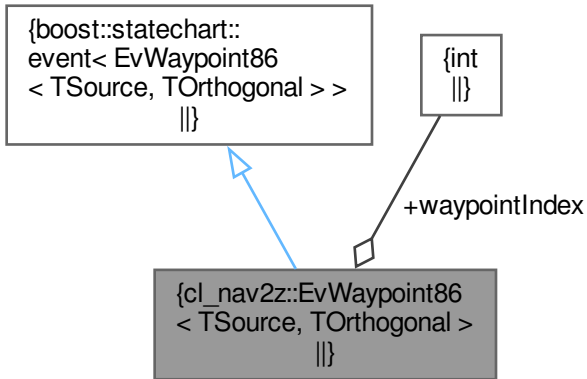 {boost::statechart::
event< EvWaypoint86
< TSource, TOrthogonal > >
||}
{int
||}
+waypointIndex
{cl_nav2z::EvWaypoint86
< TSource, TOrthogonal >
||}